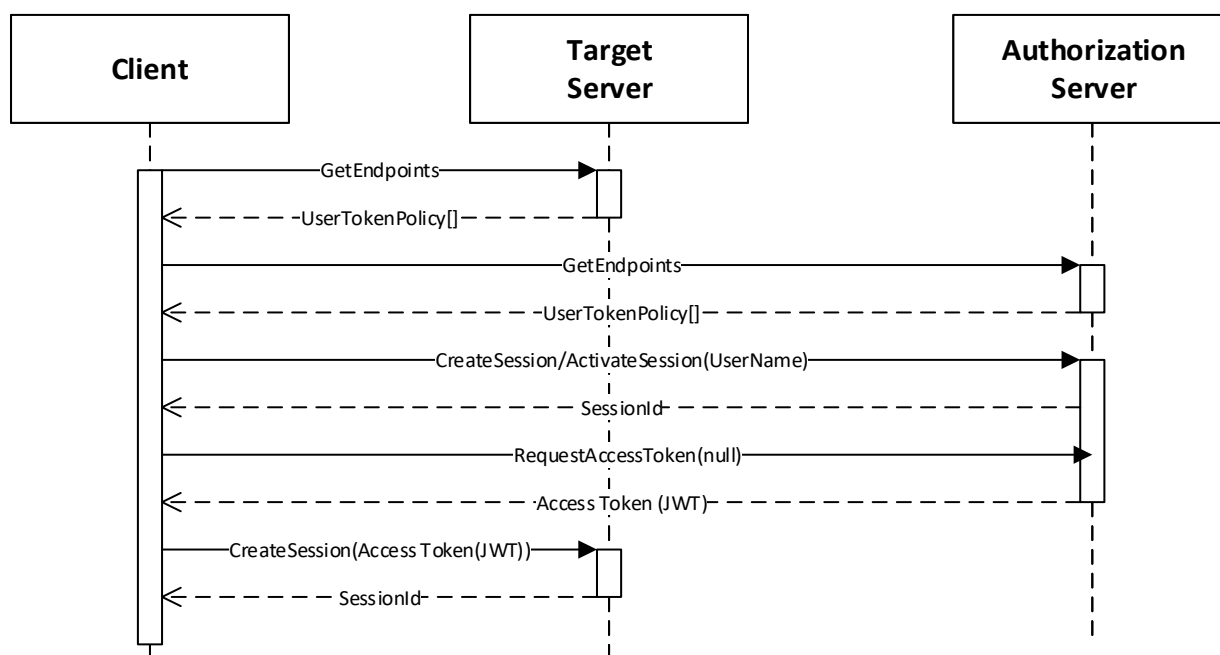 Client
Target
Server
Authorization
Server
GetEndpoints
UserTokenPolicy[]
GetEndpoints
UserTokenPolicy[]
CreateSession/ActivateSession(UserName)
SessionId
RequestAccessToken(null)
Access Token (JWT)
CreateSession(Access Token(JWT))
SessionId